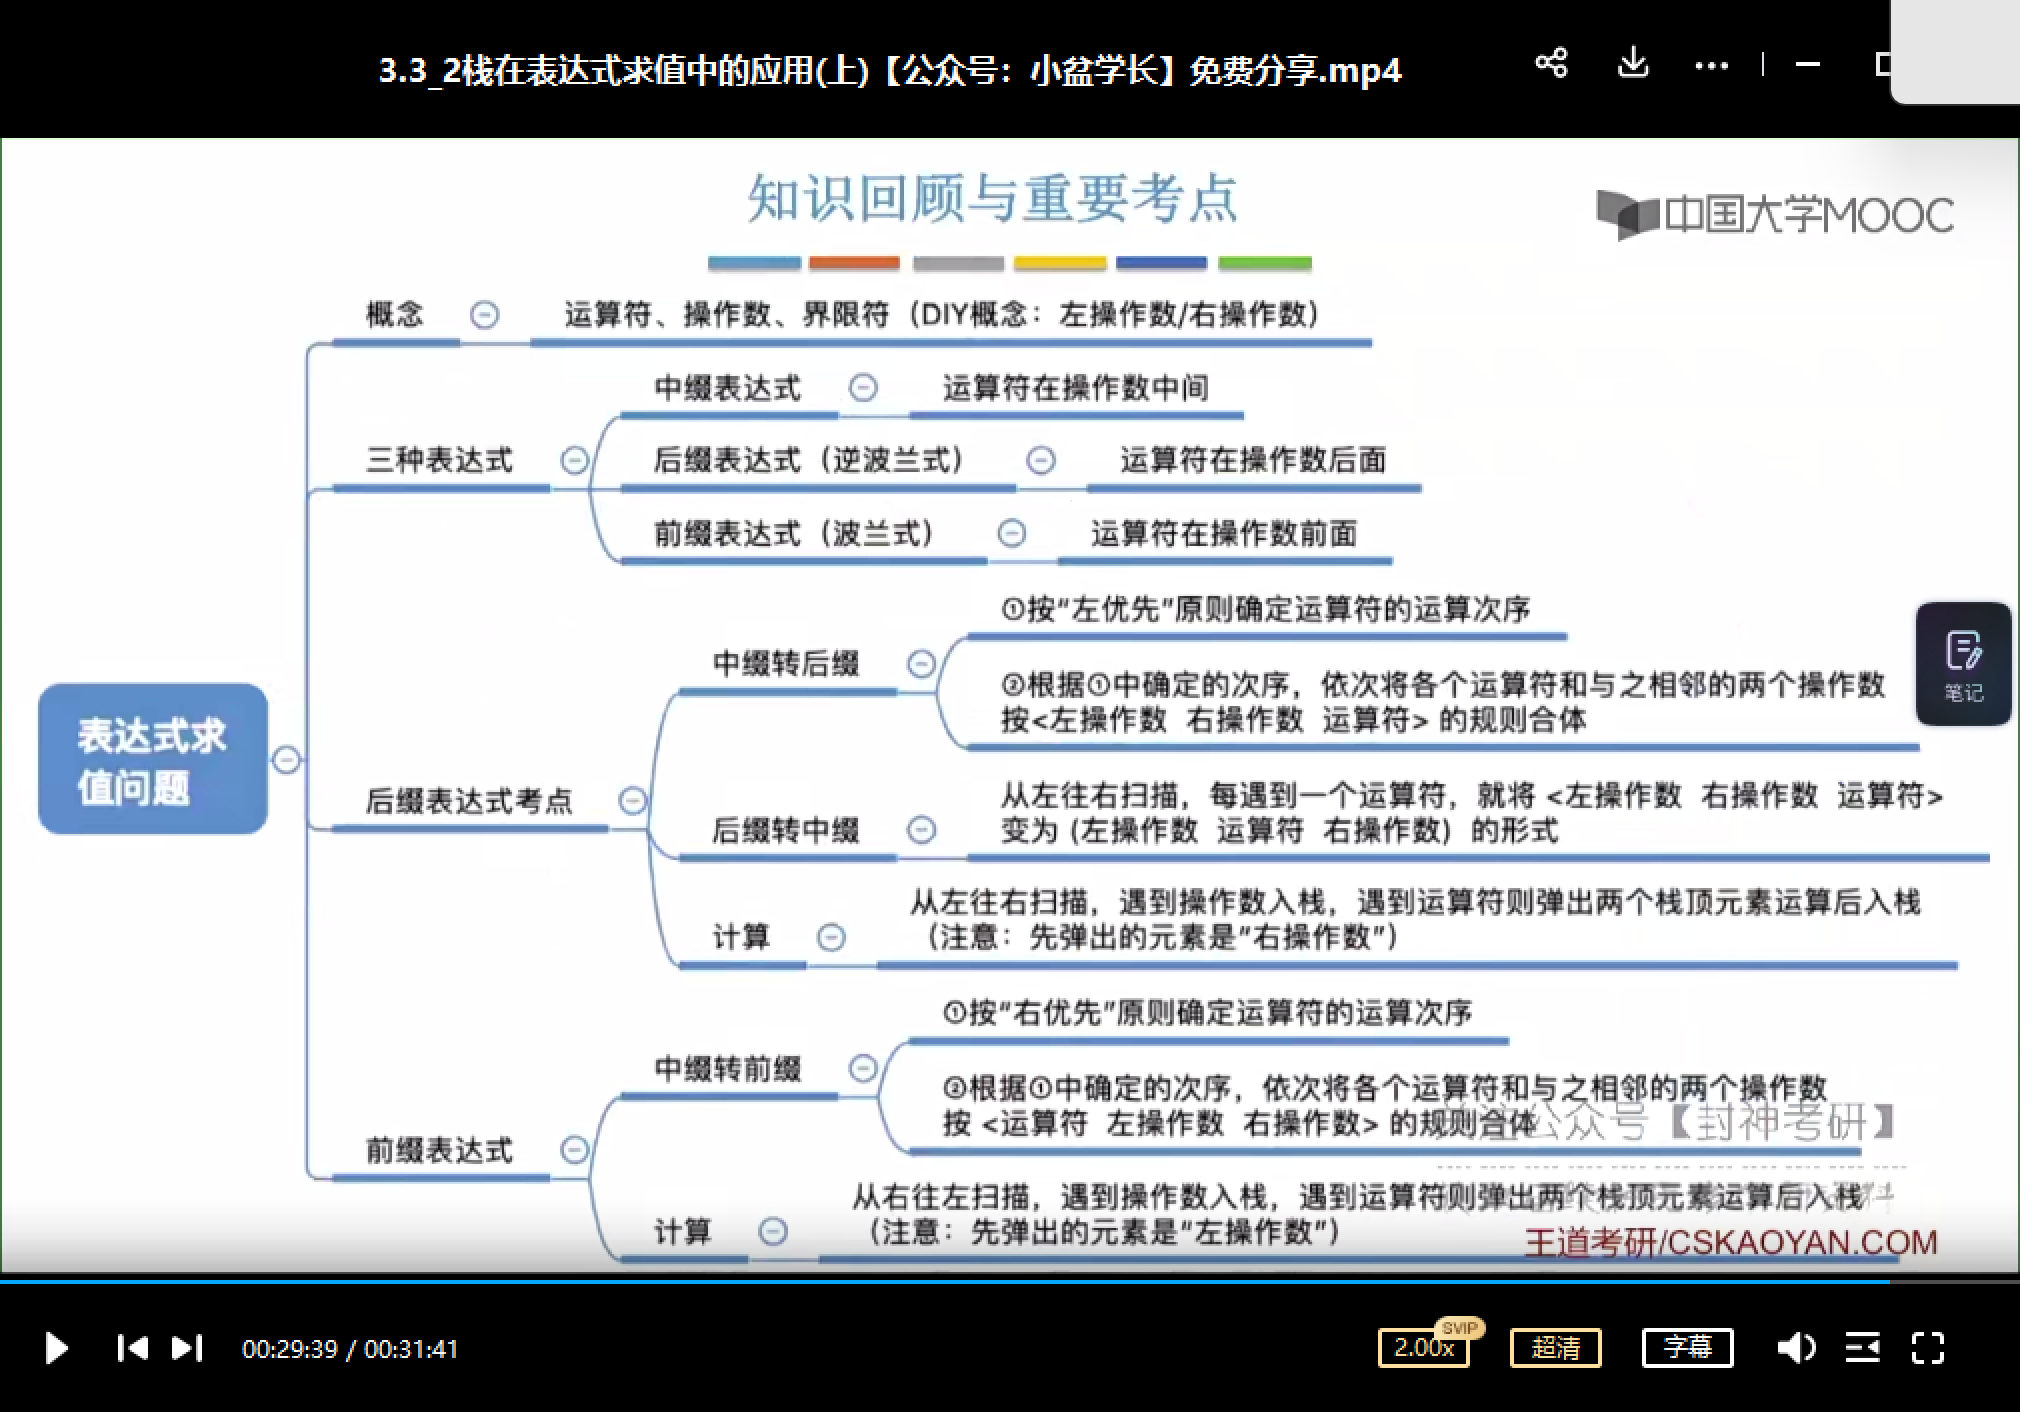 3.3_2栈在表达式求值中的应用(上)【公众号：小盆学长】免费分享.mp4
知识回顾与重要考点
中国大学MOOC
概念
运算符、操作数、界限符（DIY概念：左操作数/右操作数）
中缀表达式
运算符在操作数中间
三种表达式
后缀表达式（逆波兰式）
运算符在操作数后面
前缀表达式（波兰式）
运算符在操作数前面
①按“左优先”原则确定运算符的运算次序
中缀转后缀
②根据①中确定的次序，依次将各个运算符和与之相邻的两个操作数
按<左操作数 右操作数 运算符> 的规则合体
笔记
表达式求
值问题
后缀表达式考点
从左往右扫描，每遇到一个运算符，就将 <左操作数 右操作数 运算符>
后缀转中缀
变为 (左操作数 运算符 右操作数) 的形式
从左往右扫描，遇到操作数入栈，遇到运算符则弹出两个栈顶元素运算后入栈
计算
（注意：先弹出的元素是“右操作数”）
①按“右优先”原则确定运算符的运算次序
中缀转前缀
②根据①中确定的次序，依次将各个运算符和与之相邻的两个操作数
按 <运算符 左操作数 右操作数> 的规则合体
公众号【封神考研】
前缀表达式
从右往左扫描，遇到操作数入栈，遇到运算符则弹出两个栈顶元素运算后入栈
计算
（注意：先弹出的元素是“左操作数”）
王道考研/CSKAOYAN.COM
00:29:39 / 00:31:41
2.00x
SVIP
超清
字幕